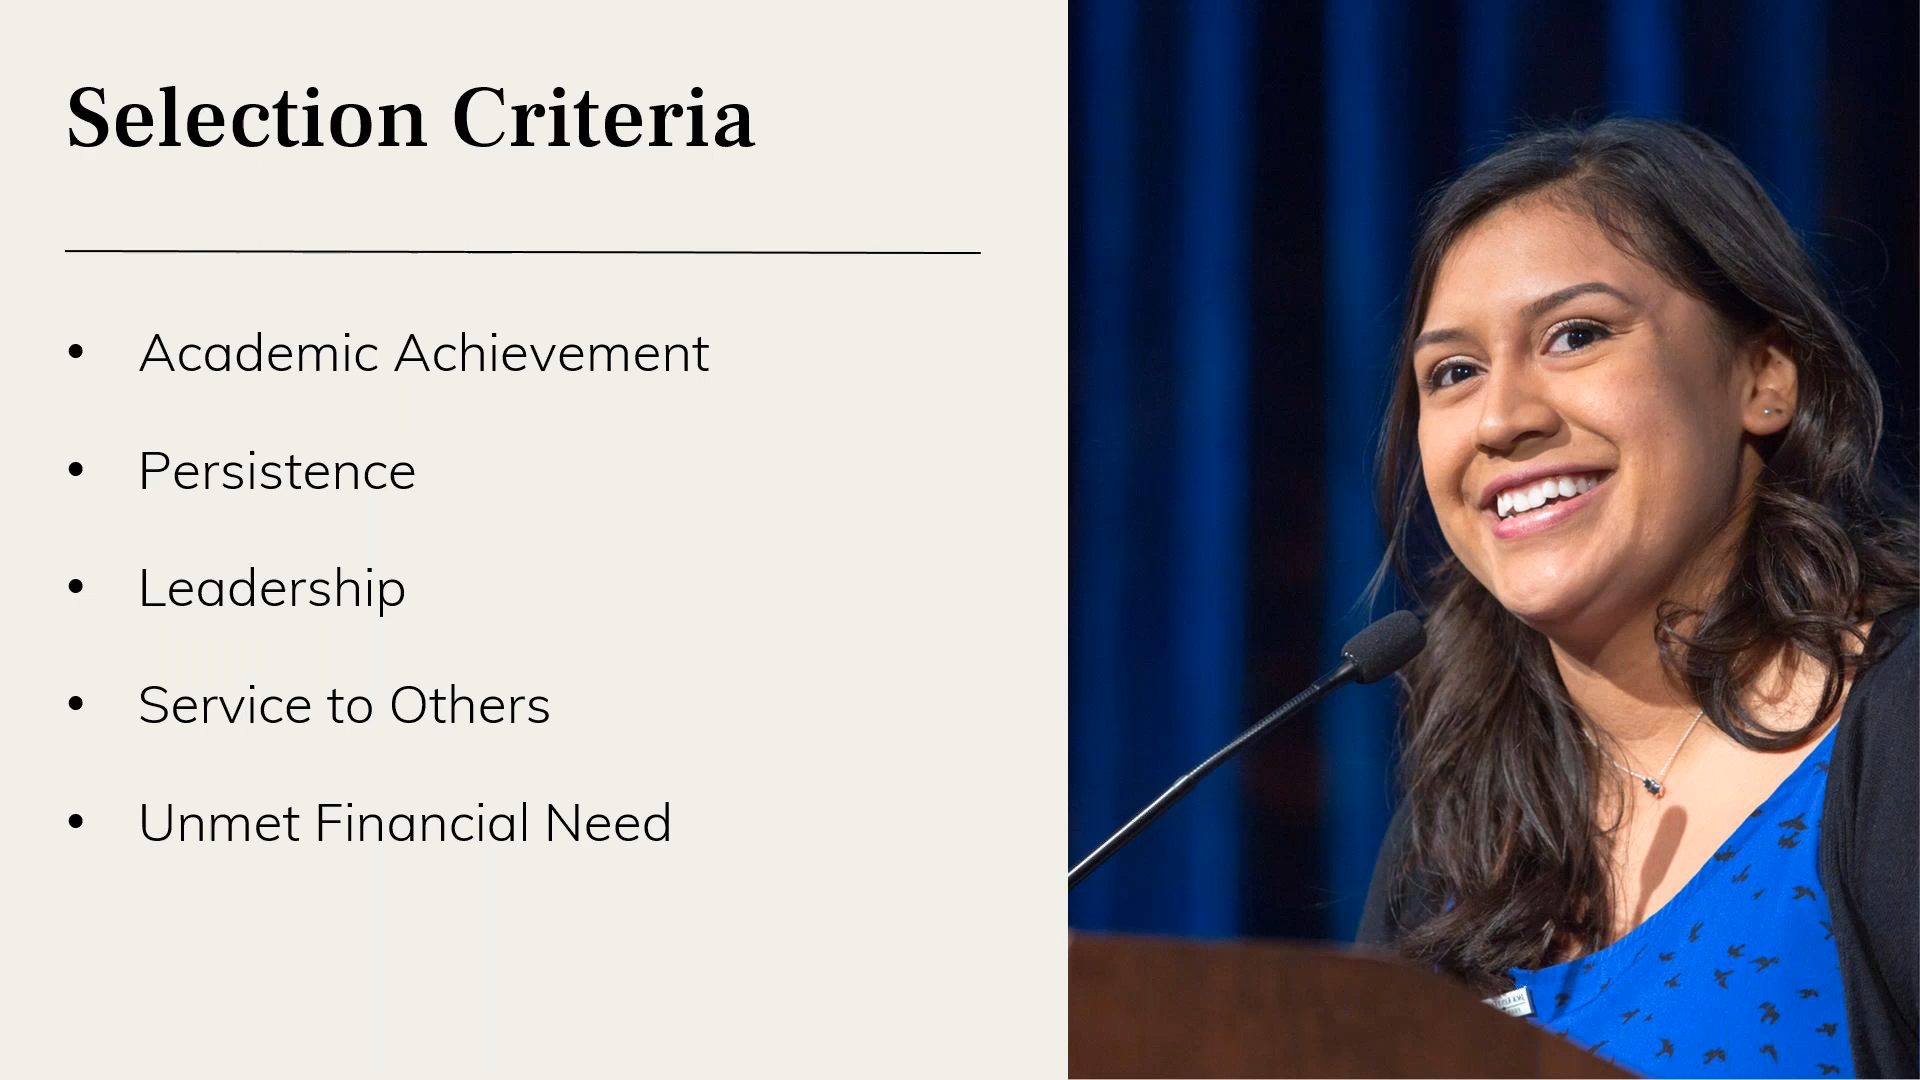 Selection Criteria
• Academic Achievement
• Persistence
• Leadership
• Service to Others
• Unmet Financial Need